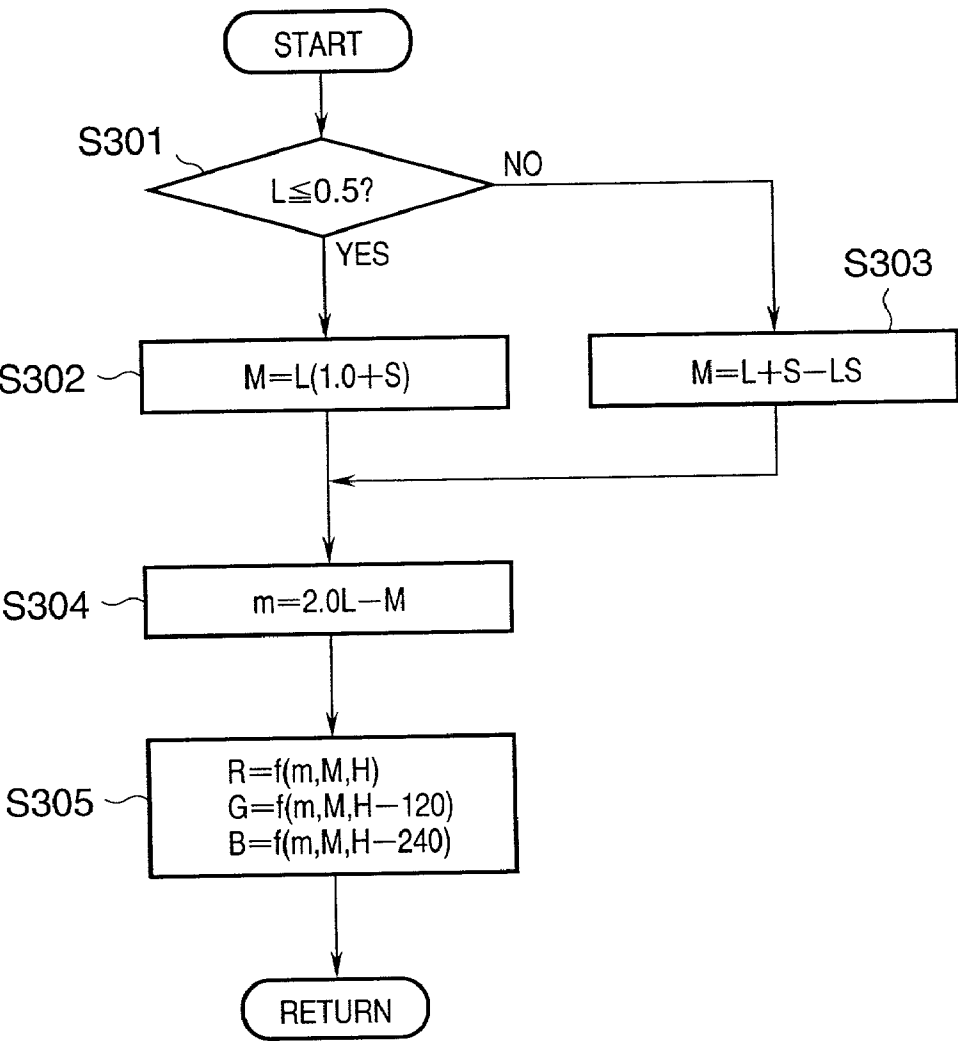 START
S301
L≦0.5?
NO
YES
S303
S302
M=L(1.0+S)
M=L+S−LS
S304
m=2.0L−M
S305
R=f(m,M,H)
G=f(m,M,H−120)
B=f(m,M,H−240)
RETURN